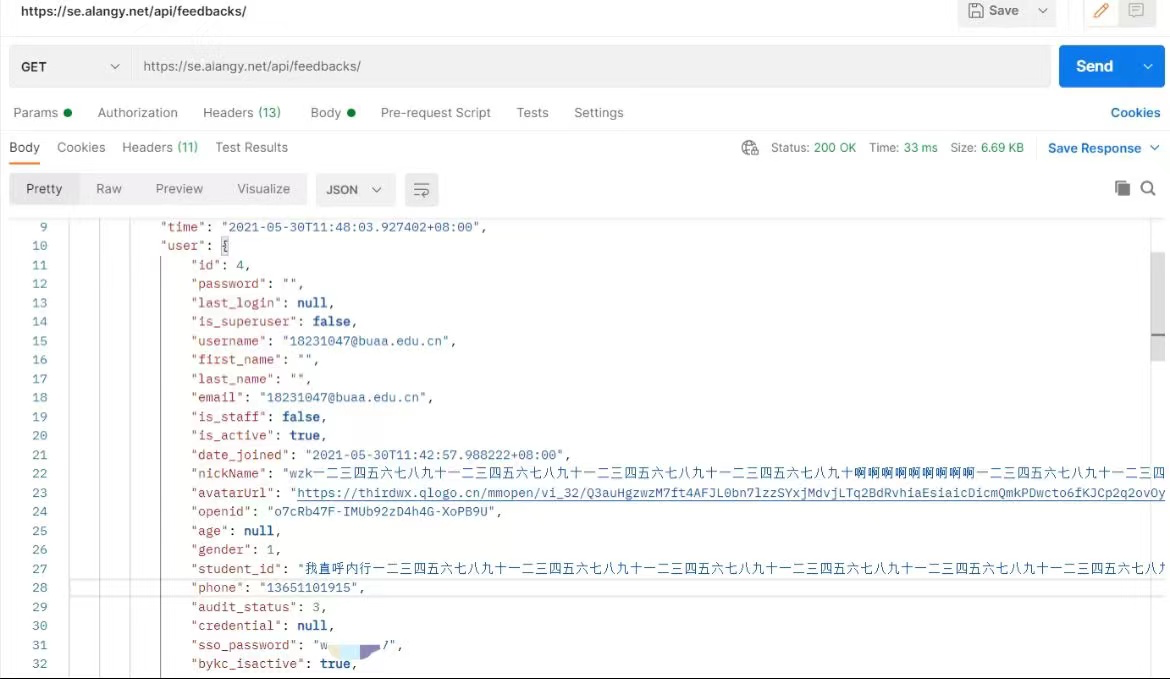 https://se.alangy.net/api/feedbacks/
Save
GET https://se.alangy.net/api/feedbacks/ Send
Params Authorization Headers (13) Body Pre-request Script Tests Settings Cookies
Body Cookies Headers (11) Test Results Status: 200 OK Time: 33 ms Size: 6.69 KB Save Response
Pretty Raw Preview Visualize JSON
9 "time": "2021-05-30T11:48:03.927402+08:00",
10 "user": {
11 "id": 4,
12 "password": "",
13 "last_login": null,
14 "is_superuser": false,
15 "username": "18231047@buaa.edu.cn",
16 "first_name": "",
17 "last_name": "",
18 "email": "18231047@buaa.edu.cn",
19 "is_staff": false,
20 "is_active": true,
21 "date_joined": "2021-05-30T11:42:57.988222+08:00",
22 "nickName": "wzk一二三四五六七八九十一二三四五六七八九十一二三四五六七八九十一二三四五六七八九十啊啊啊啊啊啊啊啊啊一二三四五六七八九十一二三四
23 "avatarUrl": "https://thirdwx.qlogo.cn/mmopen/vi_32/Q3auHgzwzM7ft4AFJL0bn7lzzSYxjMdvjLTq2BdRvhiaEsiaicDicmQmkPDwcto6fKJCp2q2ovOy
24 "openid": "o7cRb47F-IMUb92zD4h4G-XoPB9U",
25 "age": null,
26 "gender": 1,
27 "student_id": "我直呼内行一二三四五六七八九十一二三四五六七八九十一二三四五六七八九十一二三四五六七八九十一二三四五六七八九十一二三四五六七八九
28 "phone": "13651101915",
29 "audit_status": 3,
30 "credential": null,
31 "sso_password": "w
32 "bykc_isactive": true,